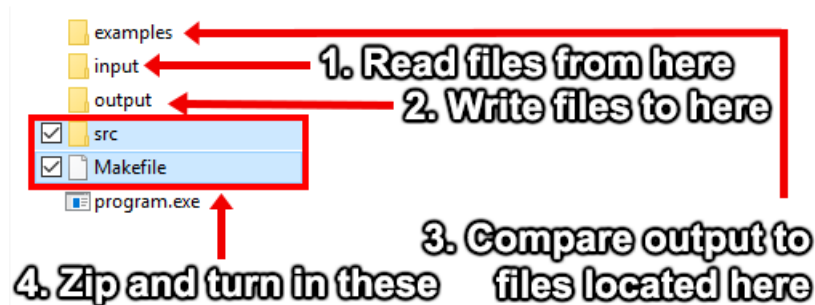 examples
input
1. Read files from here
output
2. Write files to here
src
Makefile
program.exe
3. Compare output to
files located here
4. Zip and turn in these